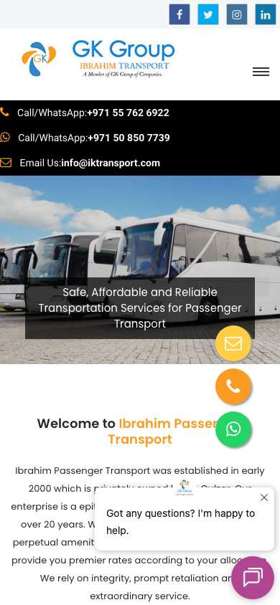 GK Group
IBRAHIM TRANSPORT
A Member of GK Group of Companies
Call/WhatsApp:+971 55 762 6922
Call/WhatsApp:+971 50 850 7739
Email Us:info@iktransport.com
Safe, Affordable and Reliable
Transportation Services for Passenger
Transport
Welcome to Ibrahim Passenger
Transport
Ibrahim Passenger Transport was established in early
2000 which is
enterprise is a
over 20 years.
perpetual
provide you premier rates according to your
We rely on integrity, prompt retaliation and
extraordinary service.
Got any questions? I'm happy to
help.